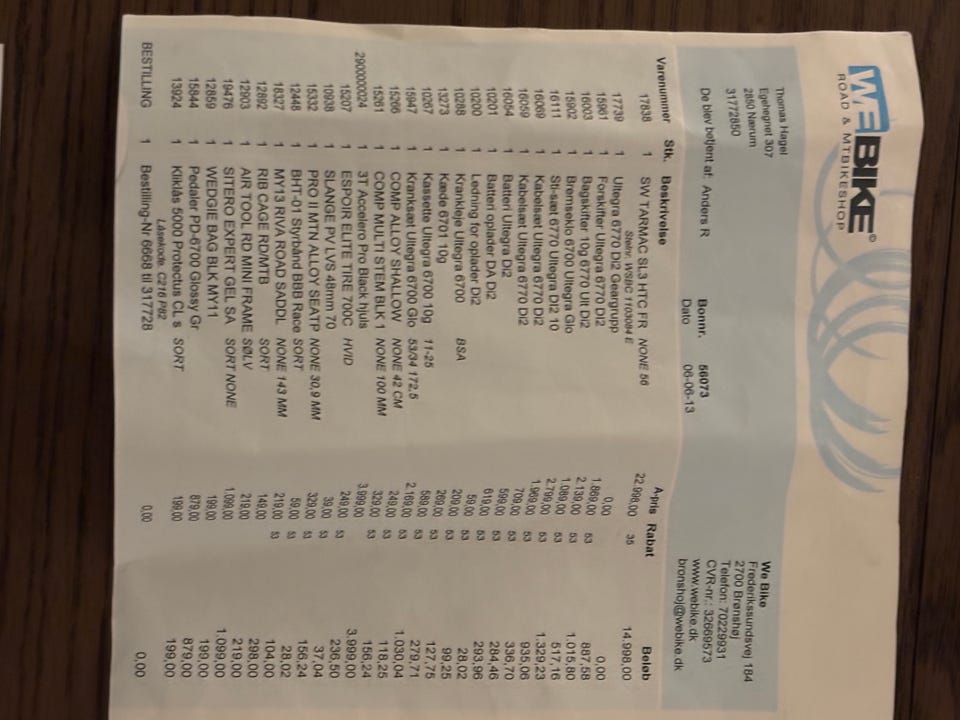 WEBIKE©
ROAD & MTBIKESHOP
Thomas Hagel
Egehegnet 307
2850 Nærum
31772850
De blev betjent af: Anders R
Bonnr. 56073
Dato 06-06-13
We Bike
Frederikssundsvej 184
2700 Brønshøj
Telefon: 70229931
CVR-nr.: 32669573
www.webike.dk
bronshoj@webike.dk
Varenummer Stk. Beskrivelse A-pris Rabat Beløb
17838 1 SW TARMAC SL3 HTC FR NONE 56 22.998,00 35 14.998,00
Stelnr. WSBC 1103084 E
17739 1 Ultegra 6770 Di2 Geargrupp 0,00 0,00
15961 1 Forskifter Ultegra 6770 Di2 1.869,00 53 887,58
16003 1 Bagskifter 10g 6770 Ult Di2 2.139,00 53 1.015,80
15902 1 Bremseklo 6700 Ultegra Glo 1.089,00 53 517,16
16111 1 Sti-sæt 6770 Ultegra Di2 10 2.799,00 53 1.329,23
16069 1 Kabelsæt Ultegra 6770 Di2 1.969,00 53 935,06
16059 1 Kabelsæt Ultegra 6770 Di2 709,00 53 336,70
16054 1 Batteri Ultegra Di2 599,00 53 284,46
10201 1 Batteri oplader DA Di2 619,00 53 293,96
10200 1 Ledning for oplader Di2 59,00 53 28,02
10288 1 Krankleje Ultegra 6700 BSA 209,00 53 99,25
13273 1 Kæde 6701 10g 269,00 53 127,75
10267 1 Kassette Ultegra 6700 10g 11-25 589,00 53 279,71
15947 1 Kranksæt Ultegra 6700 Glo 53/34 172,5 2.169,00 53 1.030,04
15266 1 COMP ALLOY SHALLOW NONE 42 CM 249,00 53 118,25
15261 1 COMP MULTI STEM BLK 1 NONE 100 MM 329,00 53 156,24
2900000024 1 3T Accelero Pro Black hjuls 3.999,00 3.999,00
15207 1 ESPOIR ELITE TIRE 700C HVID 249,00 53 236,50
10938 1 SLANGE PV LVS 48mm 70 39,00 53 37,04
15332 1 PRO II MTN ALLOY SEATP NONE 30,9 MM 329,00 53 156,24
12448 1 BHT-01 Styrbånd BBB Race SORT 59,00 53 28,02
18327 1 MY13 RIVA ROAD SADDL NONE 143 MM 219,00 53 104,00
12892 1 RIB CAGE RD/MTB SORT 149,00 298,00
12903 1 AIR TOOL RD MINI FRAME SØLV 219,00 219,00
19476 1 SITERO EXPERT GEL SA SORT NONE 1.099,00 1.099,00
12859 1 WEDGIE BAG BLK MY11 199,00 199,00
15844 1 Pedaler PD-6700 Glossy Gr 879,00 879,00
13924 1 Kliklås 5000 Protectus CL s SORT 199,00 199,00
Låsekode: C216 P82
BESTILLING 1 Bestilling-Nr 6668 til 317728 0,00 0,00